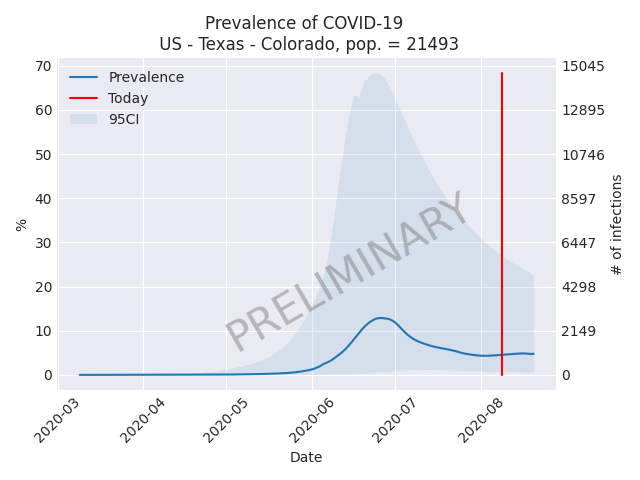 Prevalence of COVID-19
US - Texas - Colorado, pop. = 21493
70
60
50
40
30
20
10
0
%
15045
12895
10746
8597
6447
4298
2149
0
# of infections
Prevalence
Today
95CI
PRELIMINARY
2020-03
2020-04
2020-05
2020-06
2020-07
2020-08
Date